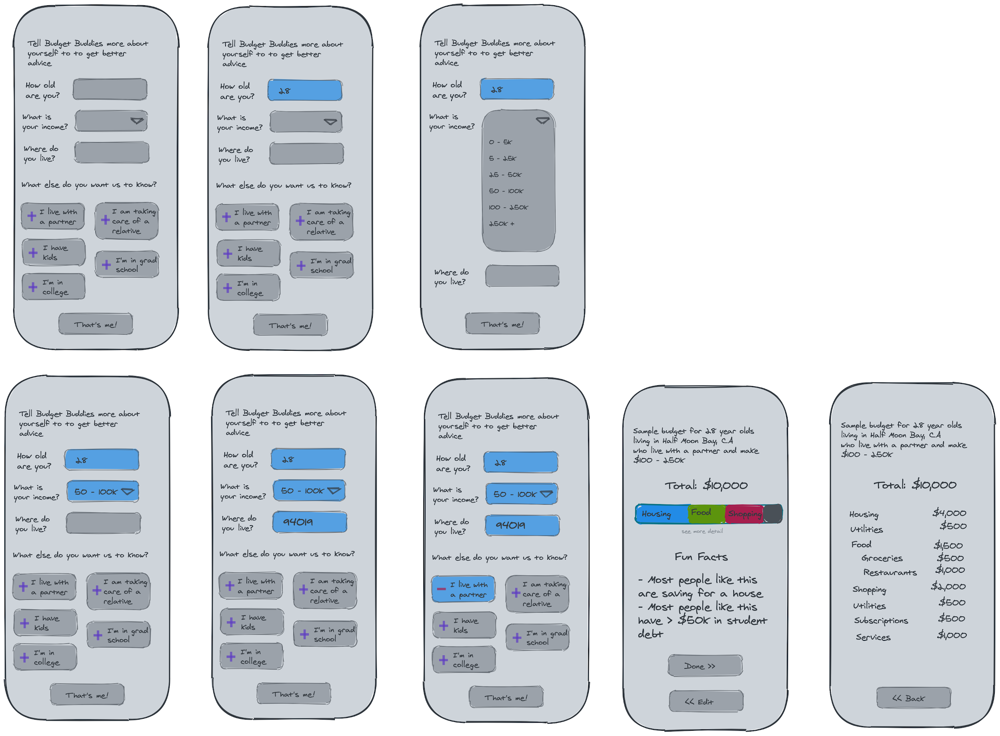 Tell Budget Buddies more about
yourself to to get better
advice
How old
are you?
What is
your income?
Where do
you live?
What else do you want us to know?
+ I live with
a partner
+ I am taking
care of a
relative
+ I have
kids
+ I'm in grad
school
+ I'm in
college
That's me!
Tell Budget Buddies more about
yourself to to get better
advice
How old
are you?
28
What is
your income?
Where do
you live?
What else do you want us to know?
+ I live with
a partner
+ I am taking
care of a
relative
+ I have
kids
+ I'm in grad
school
+ I'm in
college
That's me!
Tell Budget Buddies more about
yourself to to get better
advice
How old
are you?
28
What is
your income?
0 - 5K
5 - 25K
25 - 50K
50 - 100K
100 - 250K
250K +
Where do
you live?
That's me!
Tell Budget Buddies more about
yourself to to get better
advice
How old
are you?
28
What is
your income?
50 - 100K
Where do
you live?
What else do you want us to know?
+ I live with
a partner
+ I am taking
care of a
relative
+ I have
kids
+ I'm in grad
school
+ I'm in
college
That's me!
Tell Budget Buddies more about
yourself to to get better
advice
How old
are you?
28
What is
your income?
50 - 100K
Where do
you live?
94019
What else do you want us to know?
+ I live with
a partner
+ I am taking
care of a
relative
+ I have
kids
+ I'm in grad
school
+ I'm in
college
That's me!
Tell Budget Buddies more about
yourself to to get better
advice
How old
are you?
28
What is
your income?
50 - 100K
Where do
you live?
94019
What else do you want us to know?
- I live with
a partner
+ I am taking
care of a
relative
+ I have
kids
+ I'm in grad
school
+ I'm in
college
That's me!
Sample budget for 28 year olds
living in Half Moon Bay, CA
who live with a partner and make
$100 - 250K
Total: $10,000
Housing Food Shopping
see more detail
Fun Facts
- Most people like this
are saving for a house
- Most people like this
have > $50K in student
debt
Done >>
<< Edit
Sample budget for 28 year olds
living in Half Moon Bay, CA
who live with a partner and make
$100 - 250K
Total: $10,000
Housing $4,000
Utilities $500
Food $1,500
Groceries $500
Restaurants $1,000
Shopping $2,000
Utilities $500
Subscriptions $500
Services $1,000
<< Back